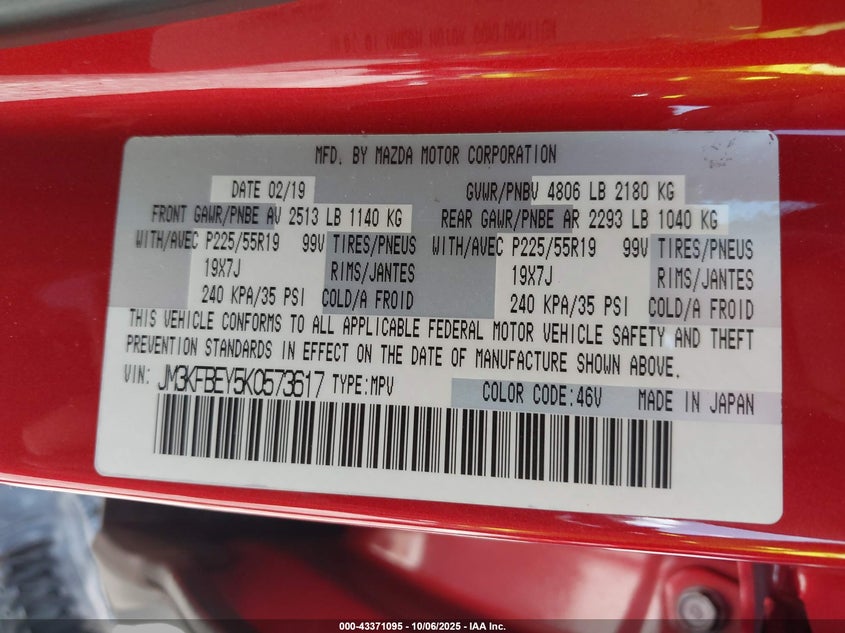 MFD. BY MAZDA MOTOR CORPORATION
DATE 02/19 GVWR/PNBV 4806 LB 2180 KG
FRONT GAWR/PNBE AV 2513 LB 1140 KG REAR GAWR/PNBE AR 2293 LB 1040 KG
WITH/AVEC P225/55R19 99V TIRES/PNEUS WITH/AVEC P225/55R19 99V TIRES/PNEUS
19X7J RIMS/JANTES 19X7J RIMS/JANTES
240 KPA/35 PSI COLD/A FROID 240 KPA/35 PSI COLD/A FROID
THIS VEHICLE CONFORMS TO ALL APPLICABLE FEDERAL MOTOR VEHICLE SAFETY AND THEFT
PREVENTION STANDARDS IN EFFECT ON THE DATE OF MANUFACTURE SHOWN ABOVE.
VIN: JM3KFBEY5K0573617 TYPE:MPV COLOR CODE:46V MADE IN JAPAN
000-43371095 - 10/06/2025 - IAA Inc.